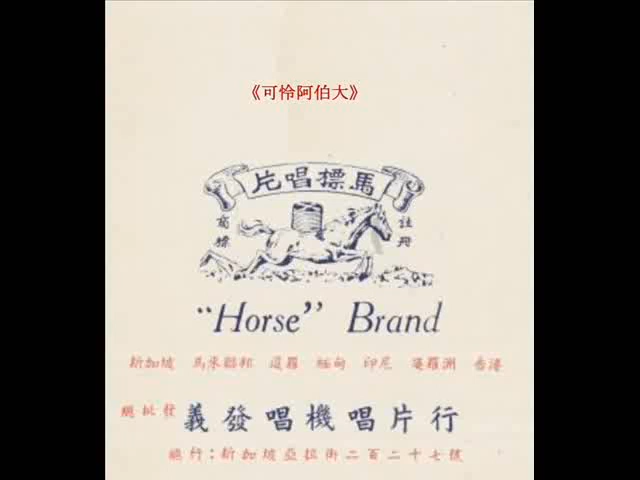 《可怜阿伯大》
馬標唱片
註冊
商標
“Horse” Brand
新加坡 馬來聯邦 暹羅 緬甸 印尼 婆羅洲 香港
總批發 義發唱機唱片行
總行：新加坡亞拉街二百二十七號